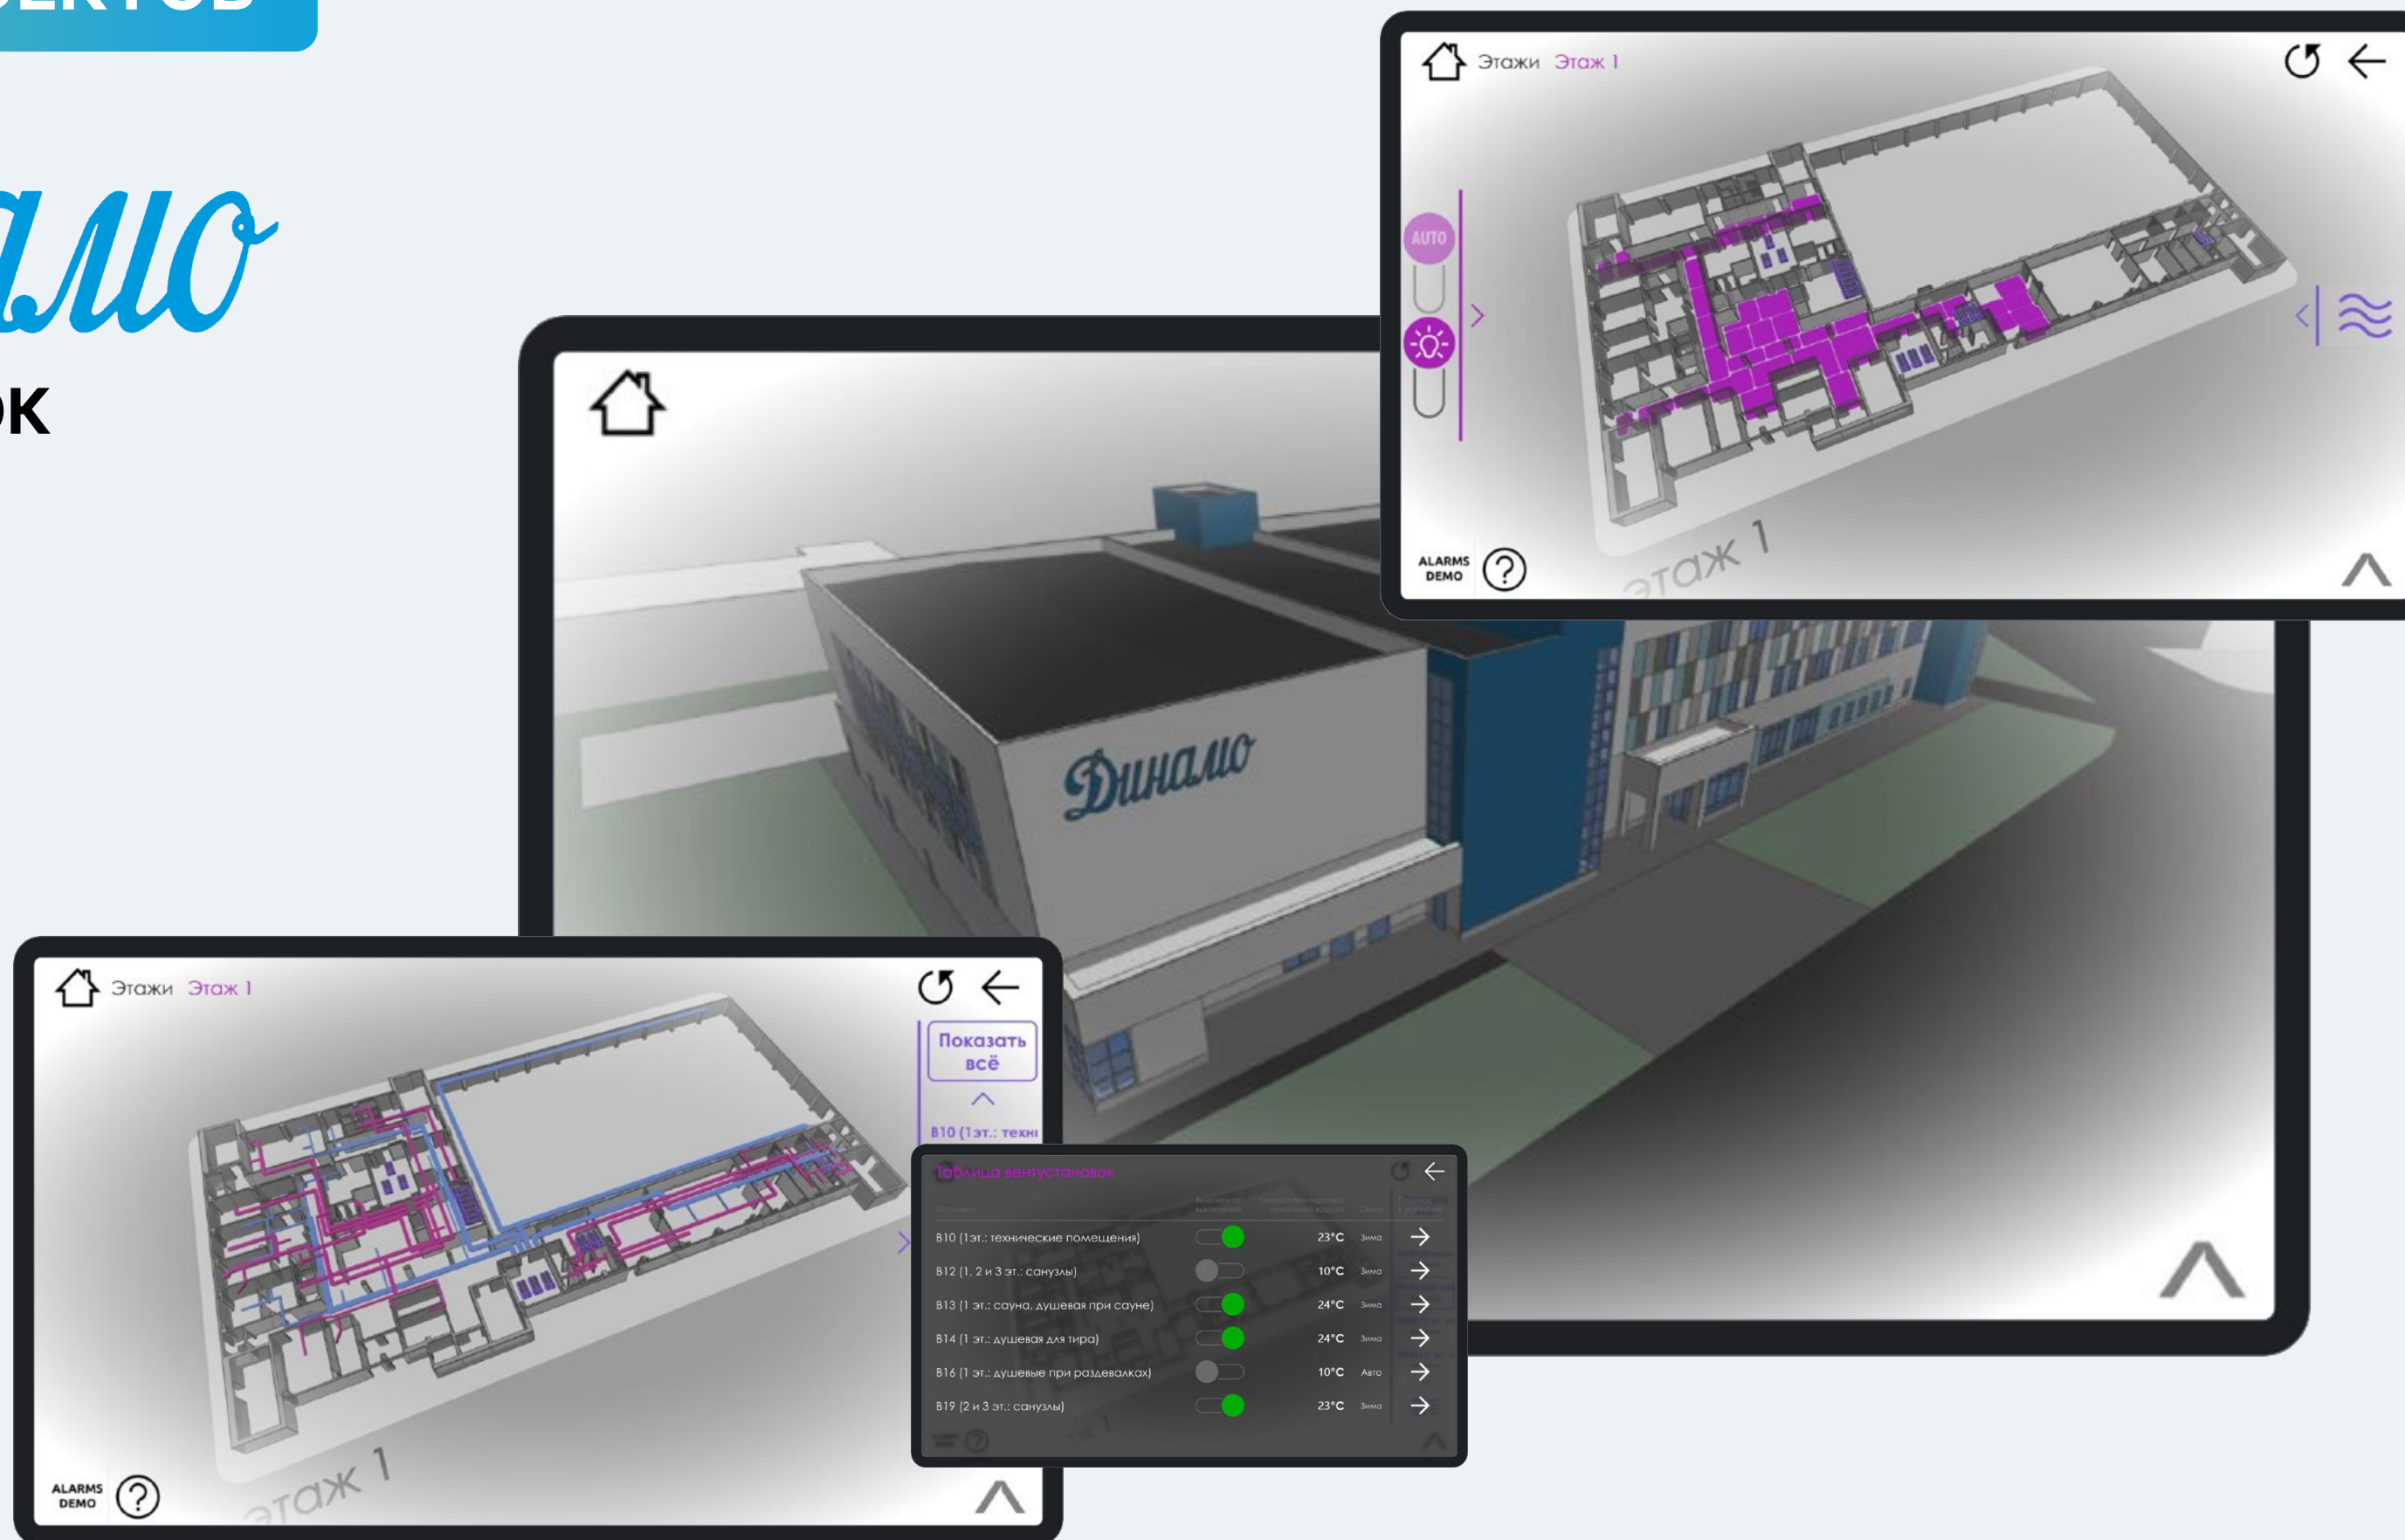 Этажи Этаж 1
AUTO
ALARMS
DEMO
этаж 1
ОК
Динамо
Этажи Этаж 1
Показать
всё
В10 (1эт.: техни
ALARMS
DEMO
этаж 1
Таблица вентустановок
В10 (1эт.: технические помещения) 23°C Зима
В12 (1, 2 и 3 эт.: санузлы) 10°C Зима
В13 (1 эт.: сауна, душевая при сауне) 24°C Зима
В14 (1 эт.: душевая для тира) 24°C Зима
В16 (1 эт.: душевые при раздевалках) 10°C Авто
В19 (2 и 3 эт.: санузлы) 23°C Зима